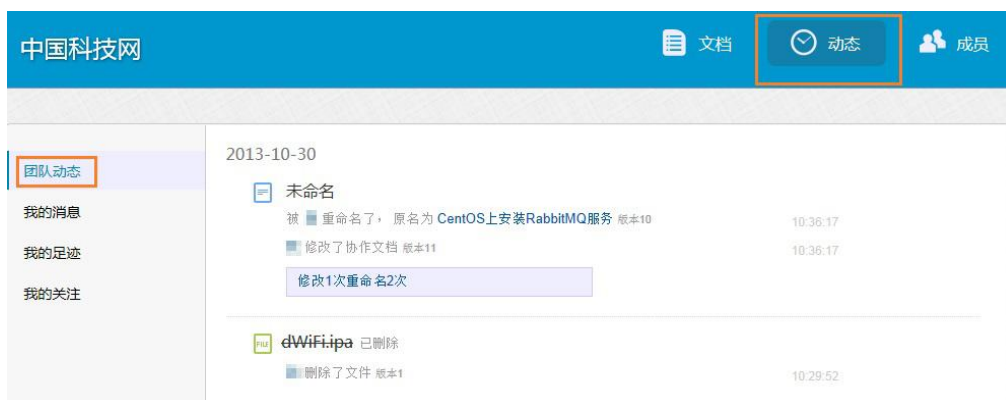 中国科技网
文档
动态
成员
团队动态
我的消息
我的足迹
我的关注
2013-10-30
未命名
被 重命名了，原名为 CentOS上安装RabbitMQ服务 版本10 10:36:17
修改了协作文档 版本11 10:36:17
修改1次重命名2次
FILE dWiFi.ipa 已删除
删除了文件 版本1 10:29:52